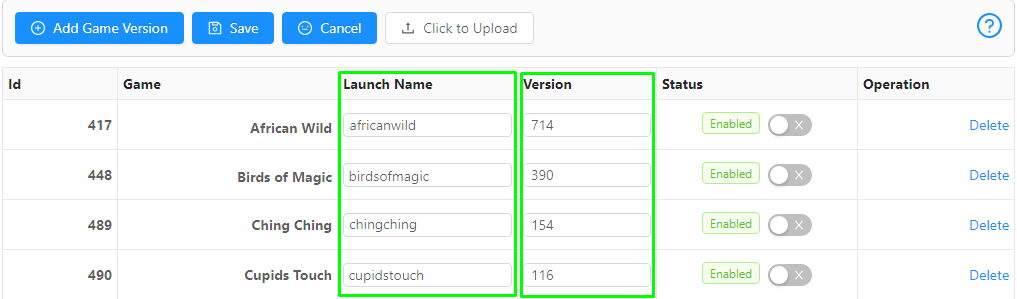 Add Game Version Save Cancel Click to Upload
Id Game Launch Name Version Status Operation
417 African Wild africanwild 714 Enabled X Delete
448 Birds of Magic birdsofmagic 390 Enabled X Delete
489 Ching Ching chingching 154 Enabled X Delete
490 Cupids Touch cupidstouch 116 Enabled X Delete